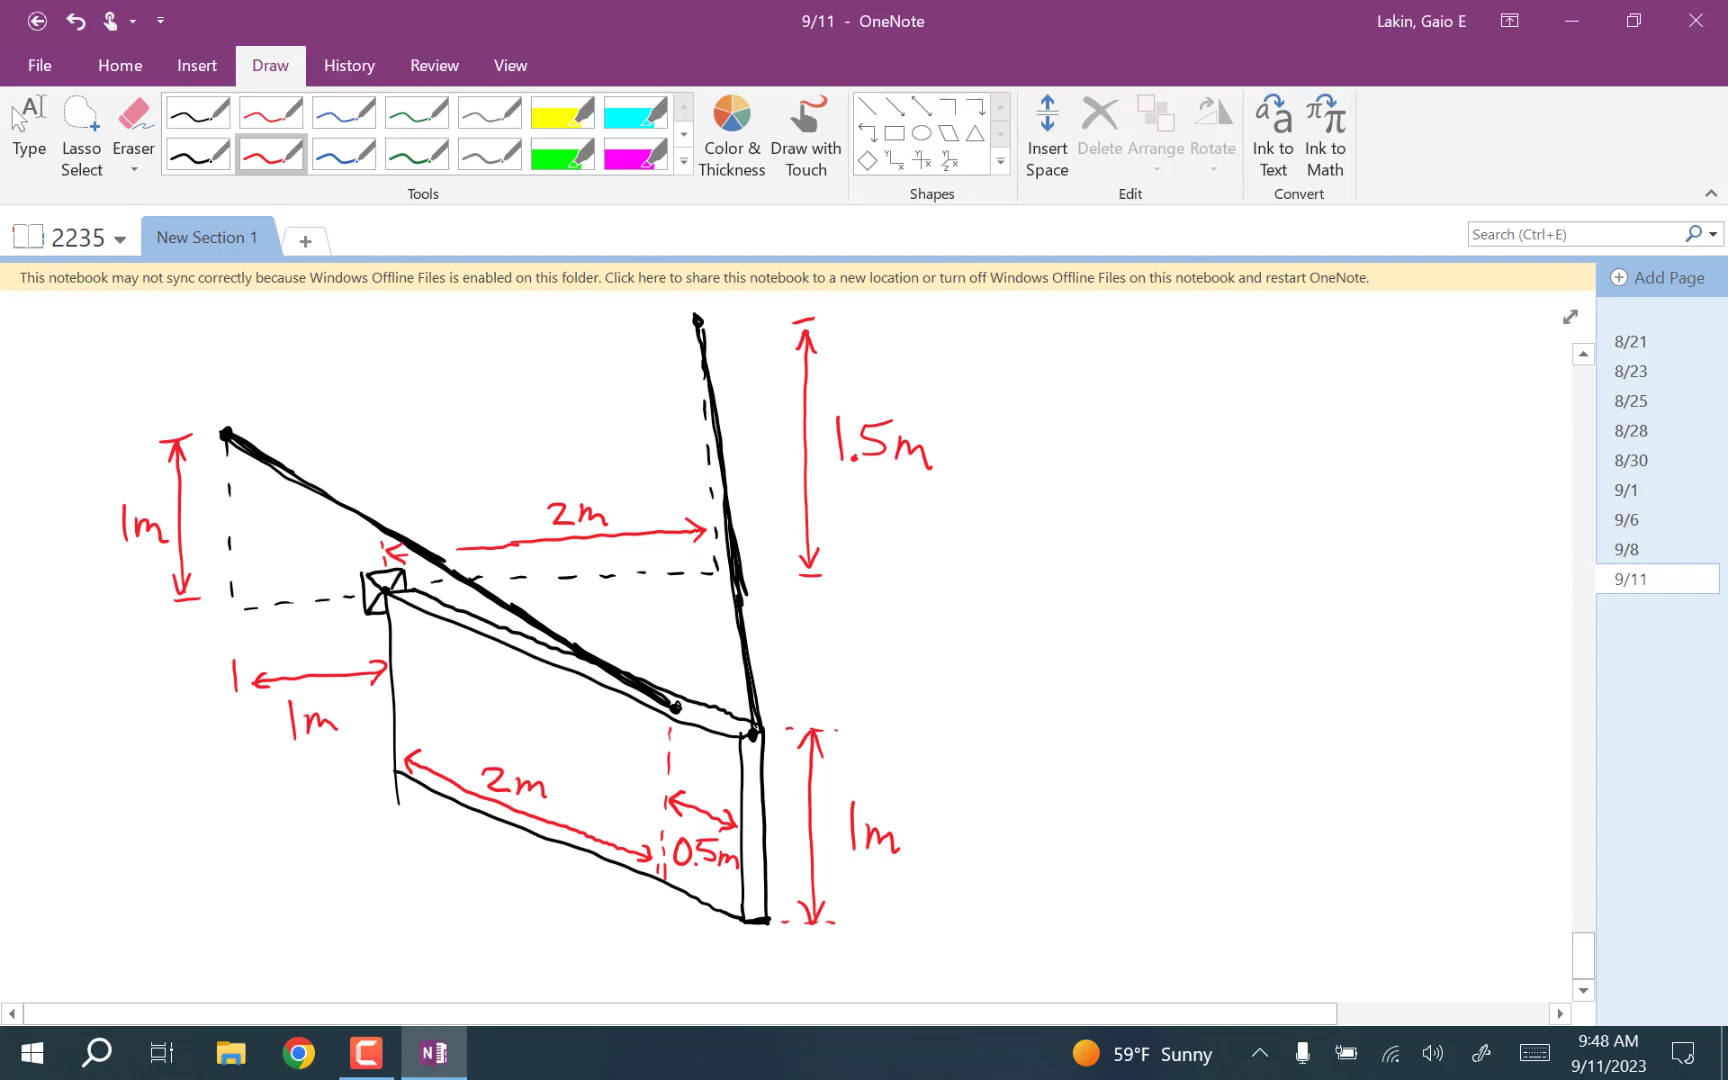 9/11 - OneNote
Lakin, Gaio E
File Home Insert Draw History Review View
Type
Lasso Select
Eraser
Color & Thickness
Draw with Touch
Insert Space
Delete
Arrange
Rotate
Ink to Text
Ink to Math
Tools
Shapes
Edit
Convert
2235
New Section 1
Search (Ctrl+E)
This notebook may not sync correctly because Windows Offline Files is enabled on this folder. Click here to share this notebook to a new location or turn off Windows Offline Files on this notebook and restart OneNote.
Add Page
8/21
8/23
8/25
8/28
8/30
9/1
9/6
9/8
9/11
1.5m
1m
2m
1m
2m
0.5m
1m
59°F Sunny
9:48 AM
9/11/2023